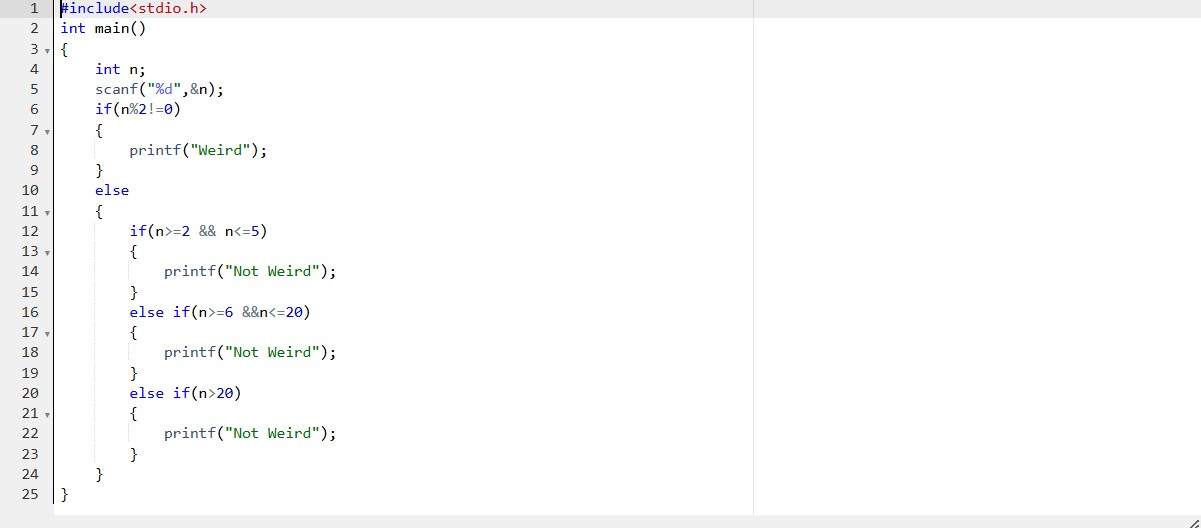 1 #include<stdio.h>
2 int main()
3 {
4     int n;
5     scanf("%d",&n);
6     if(n%2!=0)
7     {
8         printf("Weird");
9     }
10     else
11     {
12         if(n>=2 && n<=5)
13         {
14             printf("Not Weird");
15         }
16         else if(n>=6 &&n<=20)
17         {
18             printf("Not Weird");
19         }
20         else if(n>20)
21         {
22             printf("Not Weird");
23         }
24     }
25 }